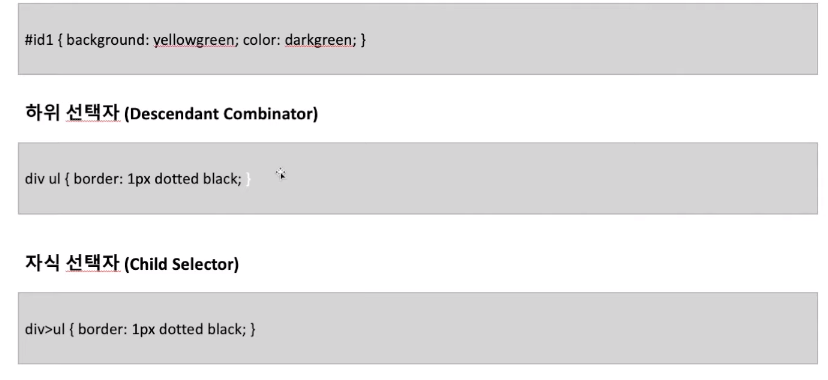 #id1 { background: yellowgreen; color: darkgreen; }
하위 선택자 (Descendant Combinator)
div ul { border: 1px dotted black; }
자식 선택자 (Child Selector)
div>ul { border: 1px dotted black; }